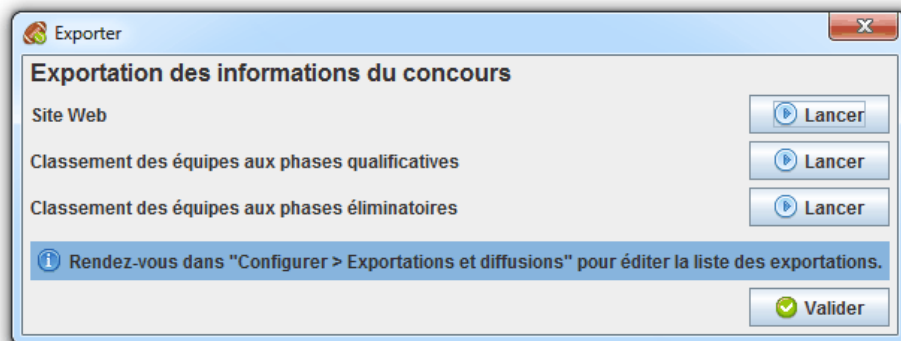 Exporter
Exportation des informations du concours
Site Web
Lancer
Classement des équipes aux phases qualificatives
Lancer
Classement des équipes aux phases éliminatoires
Lancer
Rendez-vous dans "Configurer > Exportations et diffusions" pour éditer la liste des exportations.
Valider